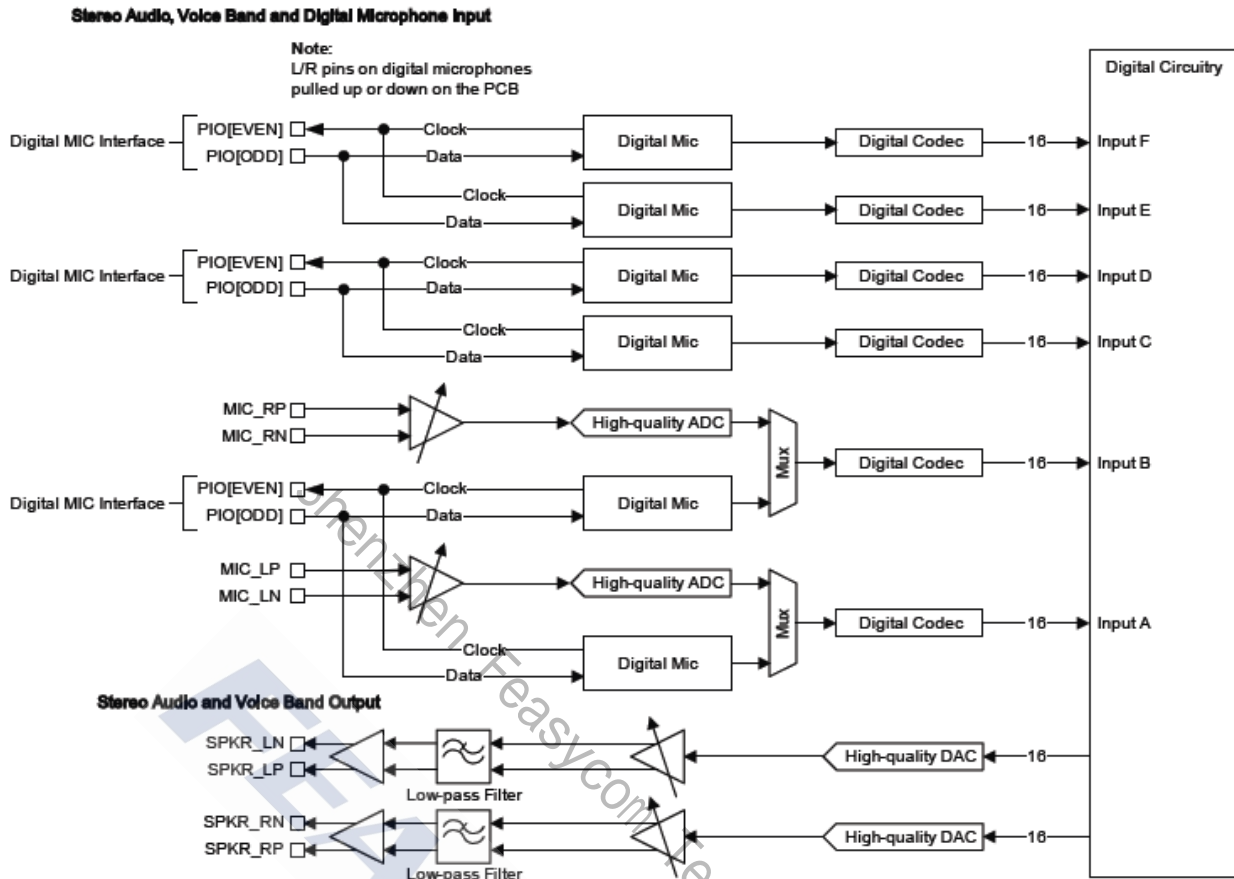 Stereo Audio, Voice Band and Digital Microphone Input
Note:
L/R pins on digital microphones
pulled up or down on the PCB
Digital Circuitry
Digital MIC Interface
PIO[EVEN]
PIO[ODD]
Clock
Data
Digital Mic
Digital Codec
16
Input F
Clock
Data
Digital Mic
Digital Codec
16
Input E
Digital MIC Interface
PIO[EVEN]
PIO[ODD]
Clock
Data
Digital Mic
Digital Codec
16
Input D
Clock
Data
Digital Mic
Digital Codec
16
Input C
MIC_RP
MIC_RN
High-quality ADC
Mux
Digital Codec
16
Input B
Digital MIC Interface
PIO[EVEN]
PIO[ODD]
Clock
Data
Digital Mic
MIC_LP
MIC_LN
High-quality ADC
Mux
Digital Codec
16
Input A
Clock
Data
Digital Mic
Stereo Audio and Voice Band Output
SPKR_LN
SPKR_LP
Low-pass Filter
High-quality DAC
16
SPKR_RN
SPKR_RP
Low-pass Filter
High-quality DAC
16
Shenzhen Feasycom Te
FEA